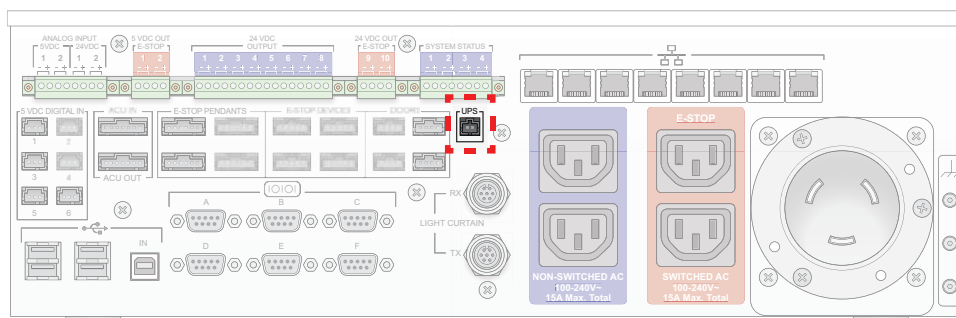 ANALOG INPUT
5VDC 24VDC
1 2 1 2
- + - + - + - +
5 VDC OUT
E-STOP
1 2
- + - +
24 VDC
OUTPUT
1 2 3 4 5 6 7 8
- + - + - + - + - + - + - + - +
24 VDC OUT
E-STOP
9 10
- + - +
SYSTEM STATUS
1 2 3 4
- + - + - + - +
5 VDC DIGITAL IN
1 2
3 4
5 6
ACU IN
ACU OUT
E-STOP PENDANTS
E-STOP DEVICES
DOORS
UPS
IOIOI
A B C
D E F
IN
RX
LIGHT CURTAIN
TX
NON-SWITCHED AC
100-240V~
15A Max. Total
E-STOP
SWITCHED AC
100-240V~
15A Max. Total